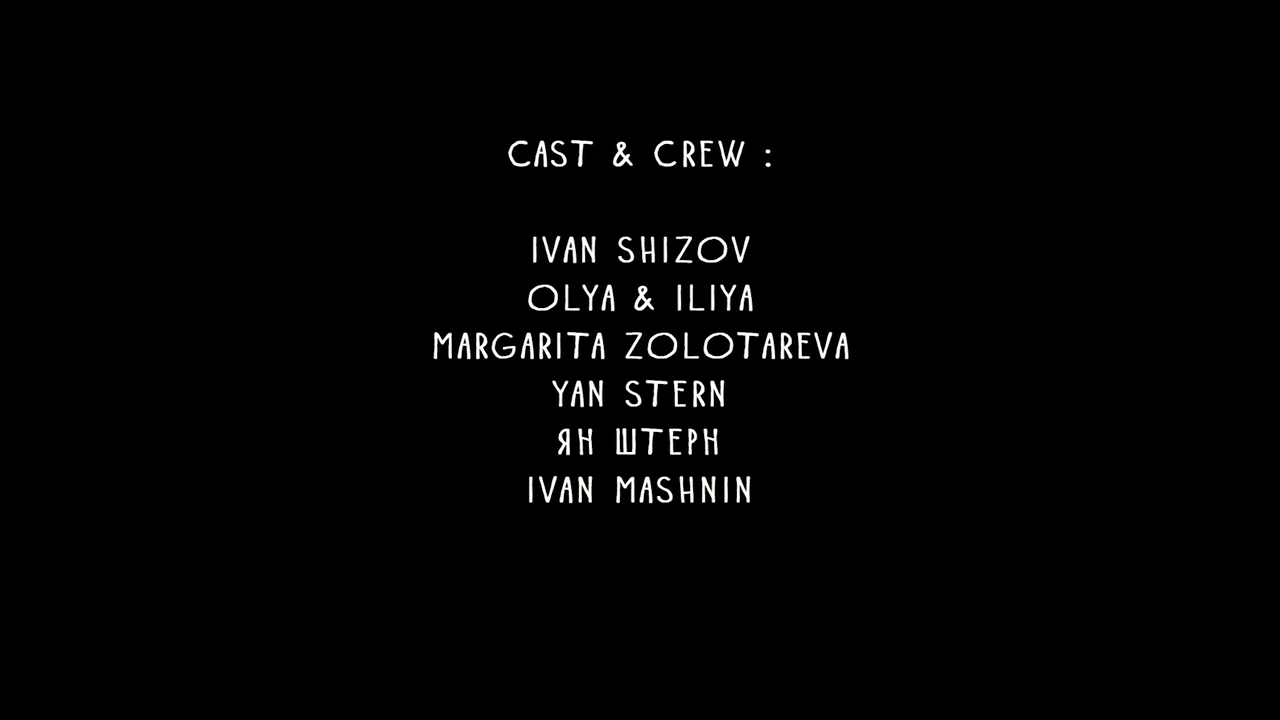 CAST & CREW :
IVAN SHIZOV
OLYA & ILIYA
MARGARITA ZOLOTAREVA
YAN STERN
ЯН ШТЕРН
IVAN MASHNIN